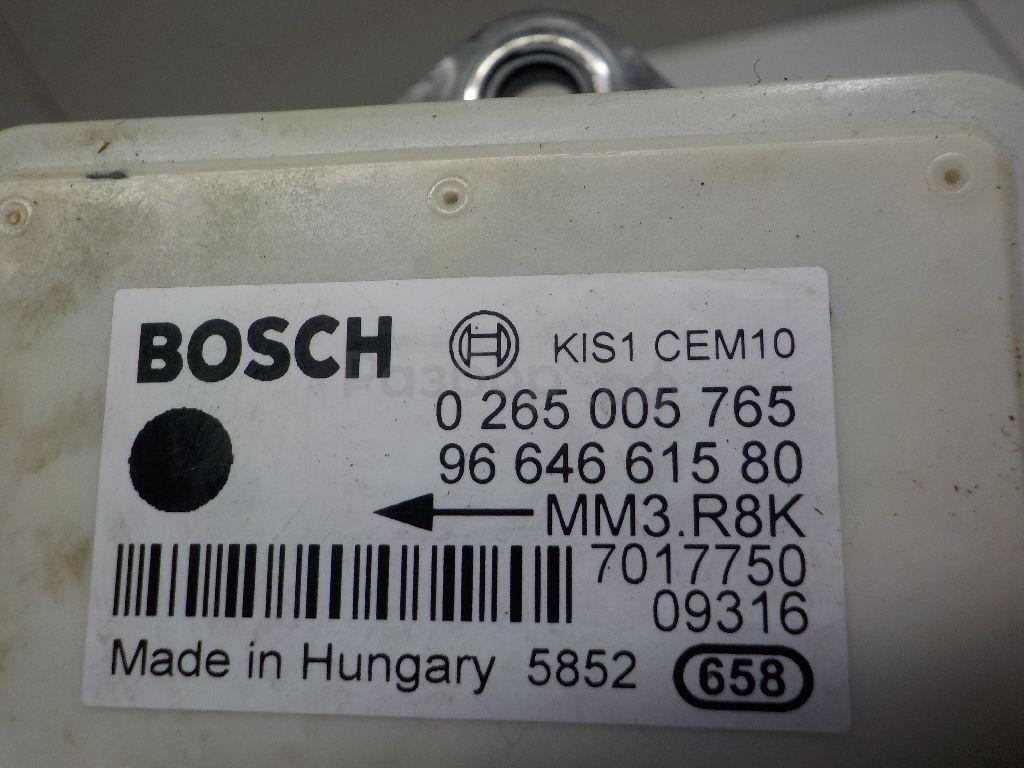 BOSCH KIS1 CEM10
0 265 005 765
96 646 615 80
MM3.R8K
7017750
09316
Made in Hungary 5852 658